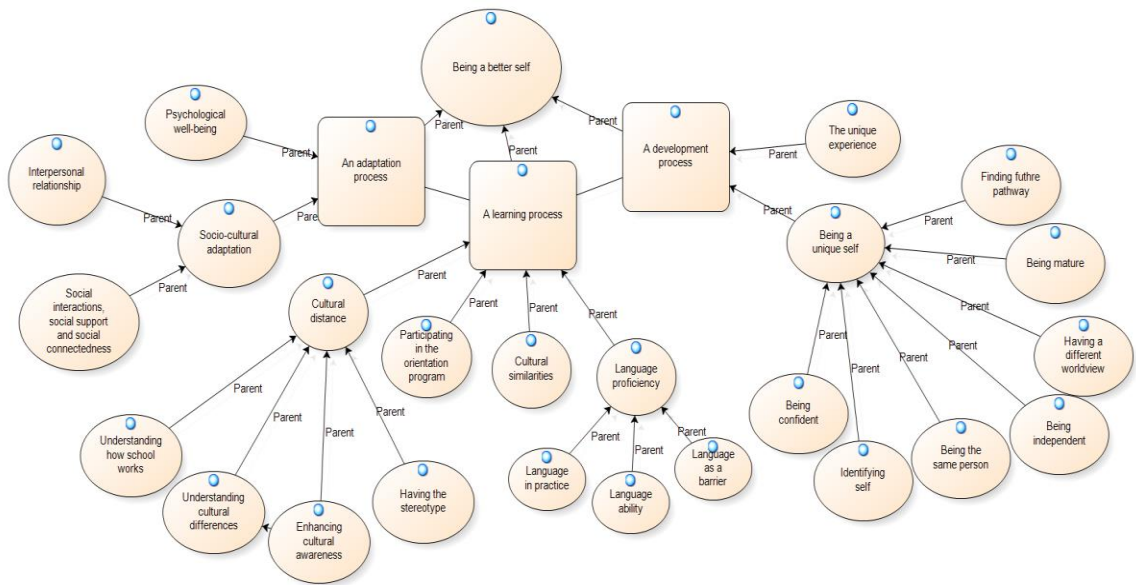 Being a better self
Psychological
well-being
Parent
Parent
Parent
The unique
experience
Parent
An adaptation
process
Parent
A development
process
Parent
Interpersonal
relationship
Finding futhre
pathway
Parent
A learning process
Parent
Parent
Socio-cultural
adaptation
Parent
Being a
unique self
Parent
Being mature
Parent
Social
interactions,
social support
and social
connectedness
Parent
Cultural
distance
Parent
Parent
Parent
Participating
in the
orientation
program
Cultural
similarities
Language
proficiency
Parent
Having a
different
worldview
Parent
Parent
Parent
Parent
Parent
Parent
Parent
Parent
Being
confident
Being
independent
Understanding
how school
works
Parent
Parent
Parent
Being the
same person
Language
in practice
Language
as a
barrier
Identifying
self
Understanding
cultural
differences
Having the
stereotype
Language
ability
Enhancing
cultural
awareness